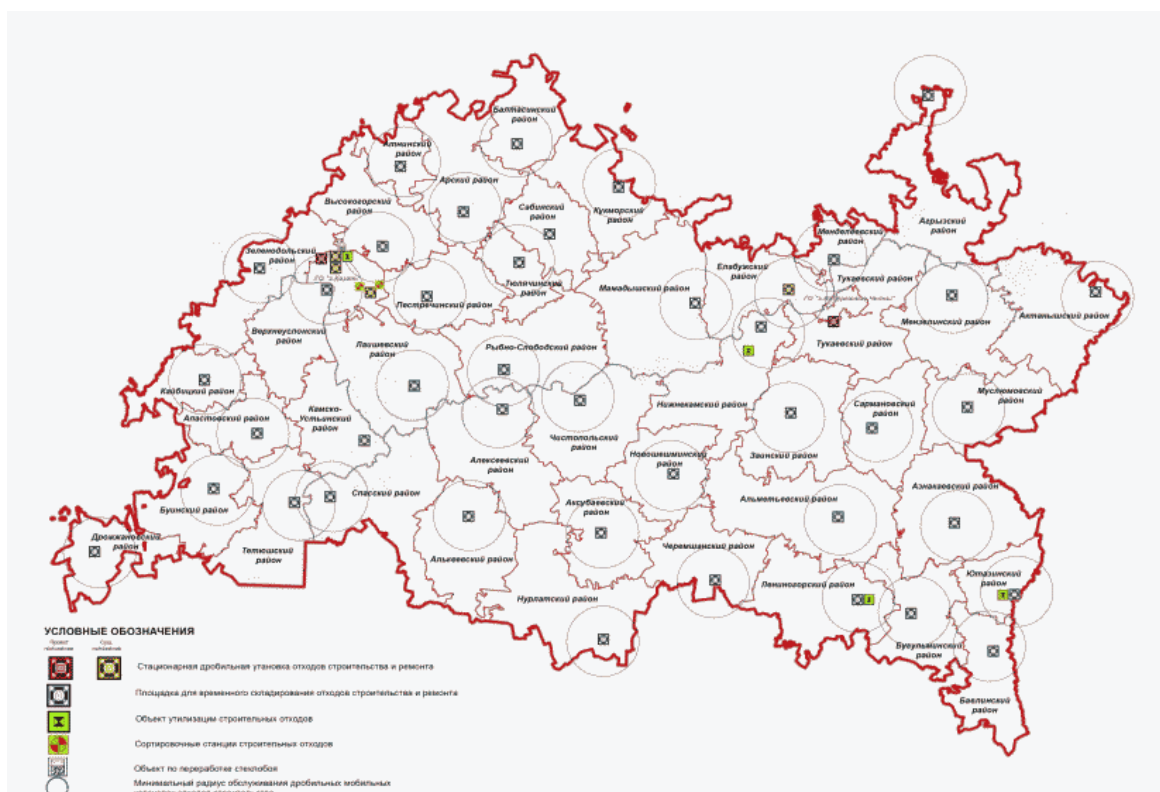 Балтасинский
район
Атнинский
район
Арский район
Высокогорский
район
Сабинский
район
Кукморский
район
Агрызский
район
Менделеевский
район
Зеленодольский
район
Елабужский
район
Тукаевский район
Тюлячинский
район
Мамадышский район
Пестречинский район
Мензелинский район
Актанышский район
Верхнеуслонский
район
Лаишевский
район
Рыбно-Слободский район
Тукаевский район
Кайбицкий район
Муслюмовский
район
Апастовский район
Камско-
Устьинский
район
Нижнекамский район
Сармановский
район
Чистопольский
район
Новошешминский
район
Заинский район
Алексеевский
район
Спасский район
Альметьевский район
Азнакаевский район
Буинский район
Аксубаевский
район
Дрожжановский
район
Тетюшский
район
Алькеевский район
Черемшанский район
Нурлатский район
Лениногорский район
Ютазинский
район
Бугульминский
район
Бавлинский
район
УСЛОВНЫЕ ОБОЗНАЧЕНИЯ
Стационарная дробильная утановка отходов строительства и ремонта
Площадка для временного складирования отходов строительства и ремонта
Объект утилизации строительных отходов
Сортировочные станции строительных отходов
Объект по переработке стеклобоя
Минимальный радиус обслуживания дробильных мобильных